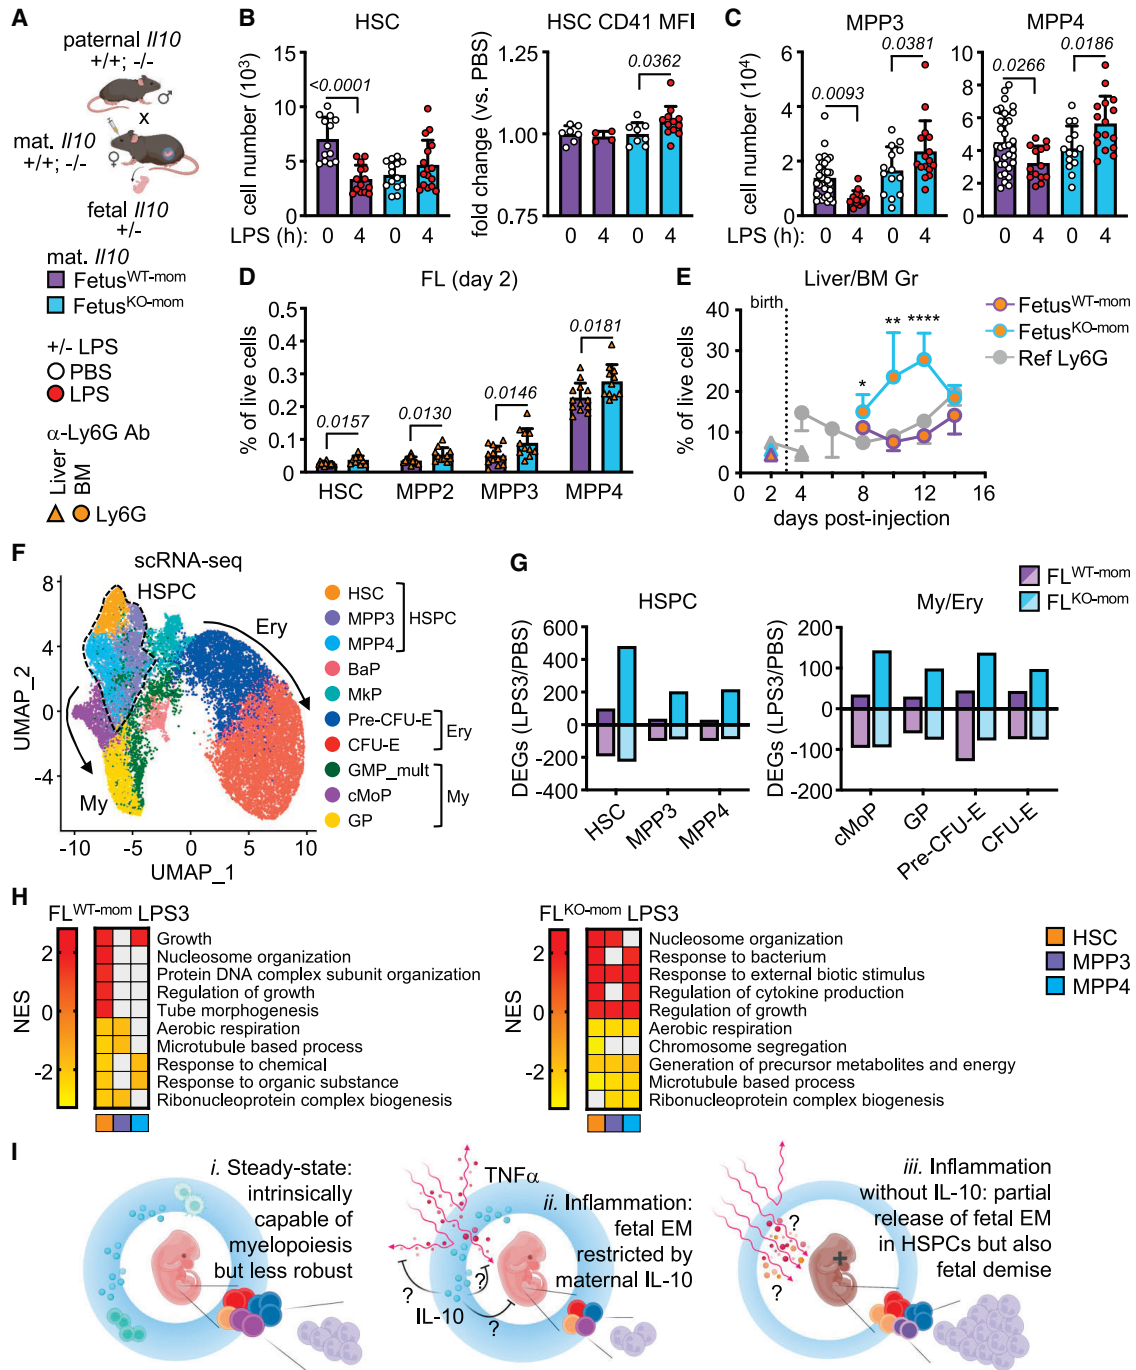 A
paternal Il10
+/+; -/-
x
mat. Il10
+/+; -/-
fetal Il10
+/-
mat. Il10
Fetus^WT-mom
Fetus^KO-mom
+/- LPS
PBS
LPS
α-Ly6G Ab
Liver
BM
Ly6G
B
HSC
cell number (10³)
15
10
5
0
<0.0001
LPS (h): 0 4 0 4
HSC CD41 MFI
fold change (vs. PBS)
1.25
1.00
0.75
0.0362
0 4 0 4
C
MPP3
cell number (10⁴)
6
4
2
0
0.0093
0.0381
LPS (h): 0 4 0 4
MPP4
10
8
6
4
2
0
0.0266
0.0186
0 4 0 4
D
FL (day 2)
% of live cells
0.5
0.4
0.3
0.2
0.1
0
0.0157
0.0130
0.0146
0.0181
HSC MPP2 MPP3 MPP4
E
Liver/BM Gr
birth
% of live cells
40
30
20
10
0
* ** ****
0 4 8 12 16
days post-injection
Fetus^WT-mom
Fetus^KO-mom
Ref Ly6G
F
scRNA-seq
HSPC
Ery
My
UMAP_2
8
4
0
-4
-10 -5 0 5 10
UMAP_1
HSC
MPP3
MPP4
HSPC
BaP
MkP
Pre-CFU-E
CFU-E
Ery
GMP_mult
cMoP
GP
My
G
FL^WT-mom
FL^KO-mom
HSPC
DEGs (LPS3/PBS)
600
400
200
0
-200
-400
HSC MPP3 MPP4
My/Ery
DEGs (LPS3/PBS)
200
100
0
-100
-200
cMoP GP Pre-CFU-E CFU-E
H
FL^WT-mom LPS3
NES
2
0
-2
Growth
Nucleosome organization
Protein DNA complex subunit organization
Regulation of growth
Tube morphogenesis
Aerobic respiration
Microtubule based process
Response to chemical
Response to organic substance
Ribonucleoprotein complex biogenesis
FL^KO-mom LPS3
NES
2
0
-2
Nucleosome organization
Response to bacterium
Response to external biotic stimulus
Regulation of cytokine production
Regulation of growth
Aerobic respiration
Chromosome segregation
Generation of precursor metabolites and energy
Microtubule based process
Ribonucleoprotein complex biogenesis
HSC
MPP3
MPP4
I
i. Steady-state:
intrinsically
capable of
myelopoiesis
but less robust
TNFα
ii. Inflammation:
fetal EM
restricted by
maternal IL-10
?
?
?
IL-10
iii. Inflammation
without IL-10: partial
release of fetal EM
in HSPCs but also
fetal demise
?
?